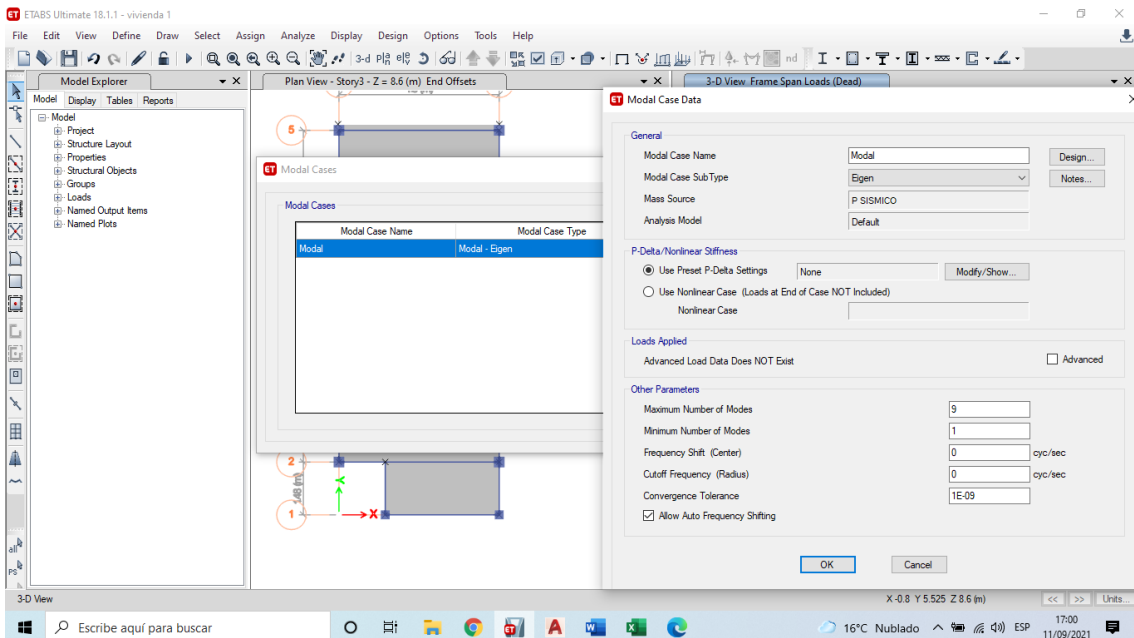 ETABS Ultimate 18.1.1 - vivienda 1
File Edit View Define Draw Select Assign Analyze Display Design Options Tools Help
3-d nd
Model Explorer
Plan View - Story3 - Z = 8.6 (m) End Offsets
3-D View Frame Span Loads (Dead)
Model Display Tables Reports
Model
Project
Structure Layout
Properties
Structural Objects
Groups
Loads
Named Output Items
Named Plots
5
Modal Cases
Modal Cases
Modal Case Name Modal Case Type
Modal Modal - Eigen
2
1.48 (m)
Y
1
X
Modal Case Data
General
Modal Case Name Modal Design...
Modal Case SubType Eigen Notes...
Mass Source P SISMICO
Analysis Model Default
P-Delta/Nonlinear Stiffness
Use Preset P-Delta Settings None Modify/Show...
Use Nonlinear Case (Loads at End of Case NOT Included)
Nonlinear Case
Loads Applied
Advanced Load Data Does NOT Exist Advanced
Other Parameters
Maximum Number of Modes 9
Minimum Number of Modes 1
Frequency Shift (Center) 0 cyc/sec
Cutoff Frequency (Radius) 0 cyc/sec
Convergence Tolerance 1E-09
Allow Auto Frequency Shifting
OK Cancel
all
PS
3-D View X -0.8 Y 5.525 Z 8.6 (m) << >> Units...
Escribe aquí para buscar
16°C Nublado ESP 17:00
11/09/2021